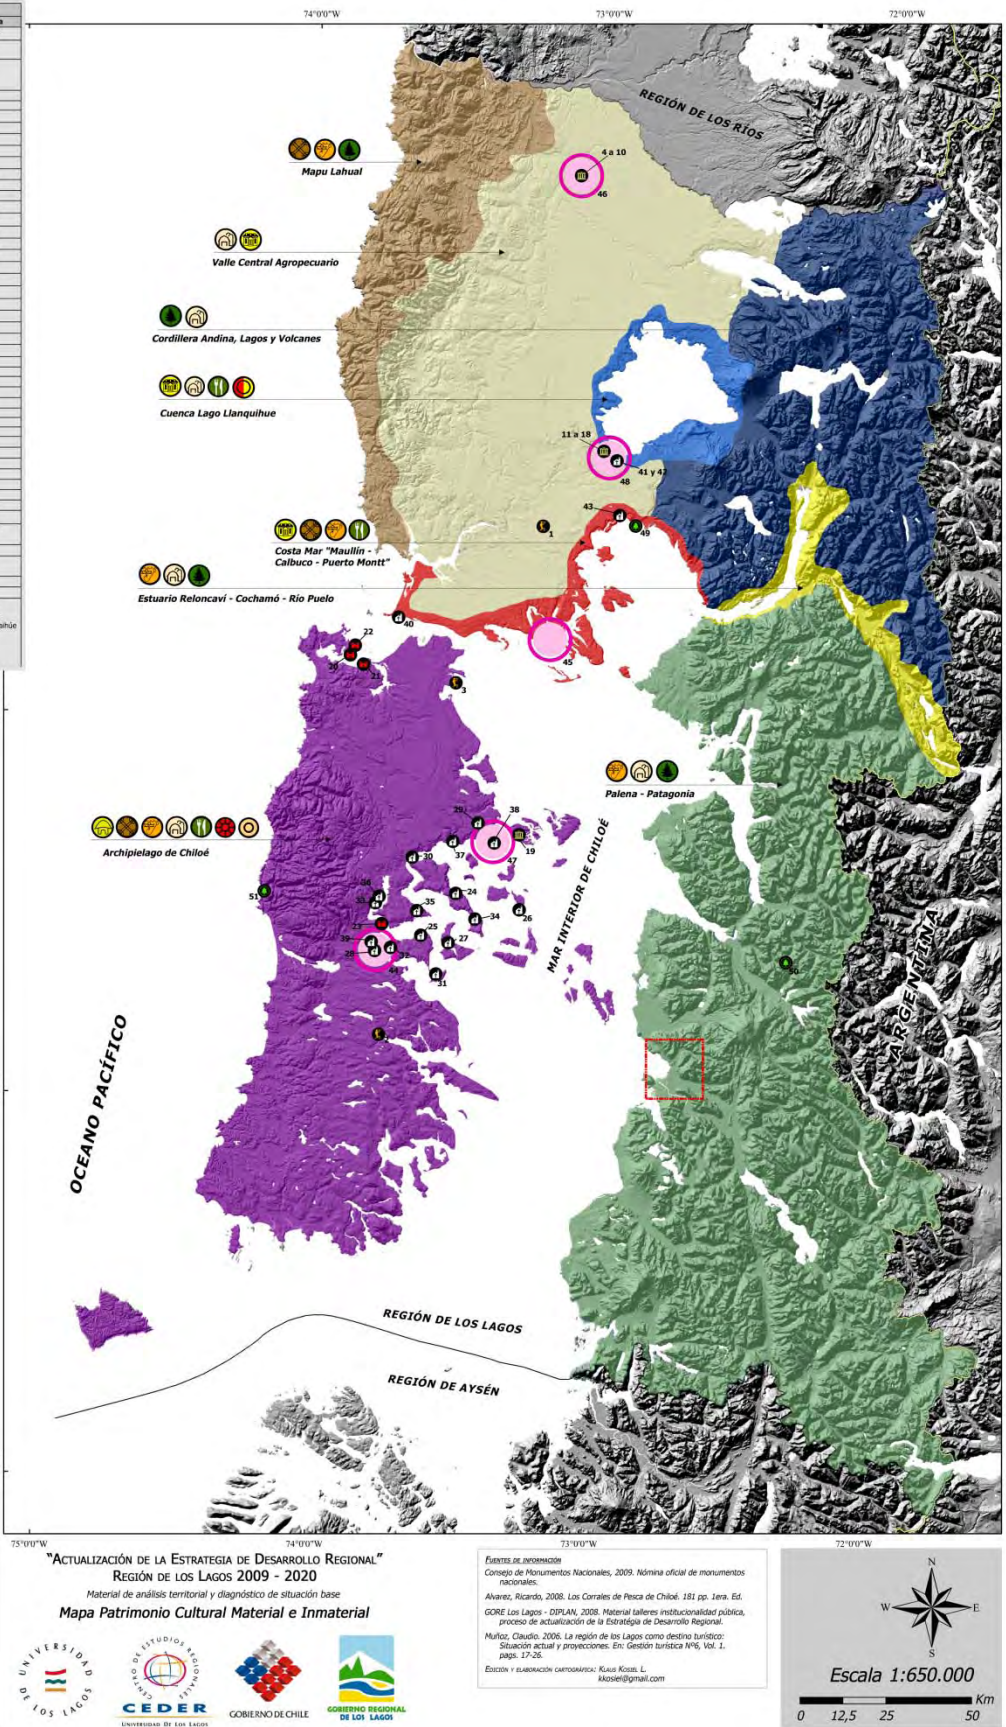 74°0'0"W
73°0'0"W
72°0'0"W
REGIÓN DE LOS RÍOS
4 a 10
46
Mapu Lahual
Valle Central Agropecuario
Cordillera Andina, Lagos y Volcanes
Cuenca Lago Llanquihue
11 a 18
41 y 42
48
43
49
1
Costa Mar "Maullín -
Calbuco - Puerto Montt"
Estuario Reloncaví - Cochamó - Río Puelo
40
22
20
21
45
3
Palena - Patagonia
Archipielago de Chiloé
29
38
19
37
47
30
51
24
35
34
26
23
25
27
39
28
32
44
31
50
2
MAR INTERIOR DE CHILOÉ
ARGENTINA
OCEANO PACÍFICO
REGIÓN DE LOS LAGOS
REGIÓN DE AYSÉN
75°0'0"W
74°0'0"W
73°0'0"W
72°0'0"W
"ACTUALIZACIÓN DE LA ESTRATEGIA DE DESARROLLO REGIONAL"
REGIÓN DE LOS LAGOS 2009 - 2020
Material de análisis territorial y diagnóstico de situación base
Mapa Patrimonio Cultural Material e Inmaterial
UNIVERSIDAD DE LOS LAGOS
CENTRO DE ESTUDIOS REGIONALES
CEDER
UNIVERSIDAD DE LOS LAGOS
GOBIERNO DE CHILE
GOBIERNO REGIONAL
DE LOS LAGOS
FUENTES DE INFORMACIÓN
Consejo de Monumentos Nacionales, 2009. Nómina oficial de monumentos
nacionales.
Alvarez, Ricardo, 2008. Los Corrales de Pesca de Chiloé. 181 pp. 1era. Ed.
GORE Los Lagos - DIPLAN, 2008. Material talleres institucionalidad pública,
proceso de actualización de la Estratégia de Desarrollo Regional.
Muñoz, Claudio. 2006. La región de los Lagos como destino turístico:
Situación actual y proyecciones. En: Gestión turística Nº6, Vol. 1.
pags. 17-26.
EDICIÓN Y ELABORACIÓN CARTOGRÁFICA: KLAUS KOSIEL L.
kkosiel@gmail.com
N
W
E
S
Escala 1:650.000
Km
0
12,5
25
50